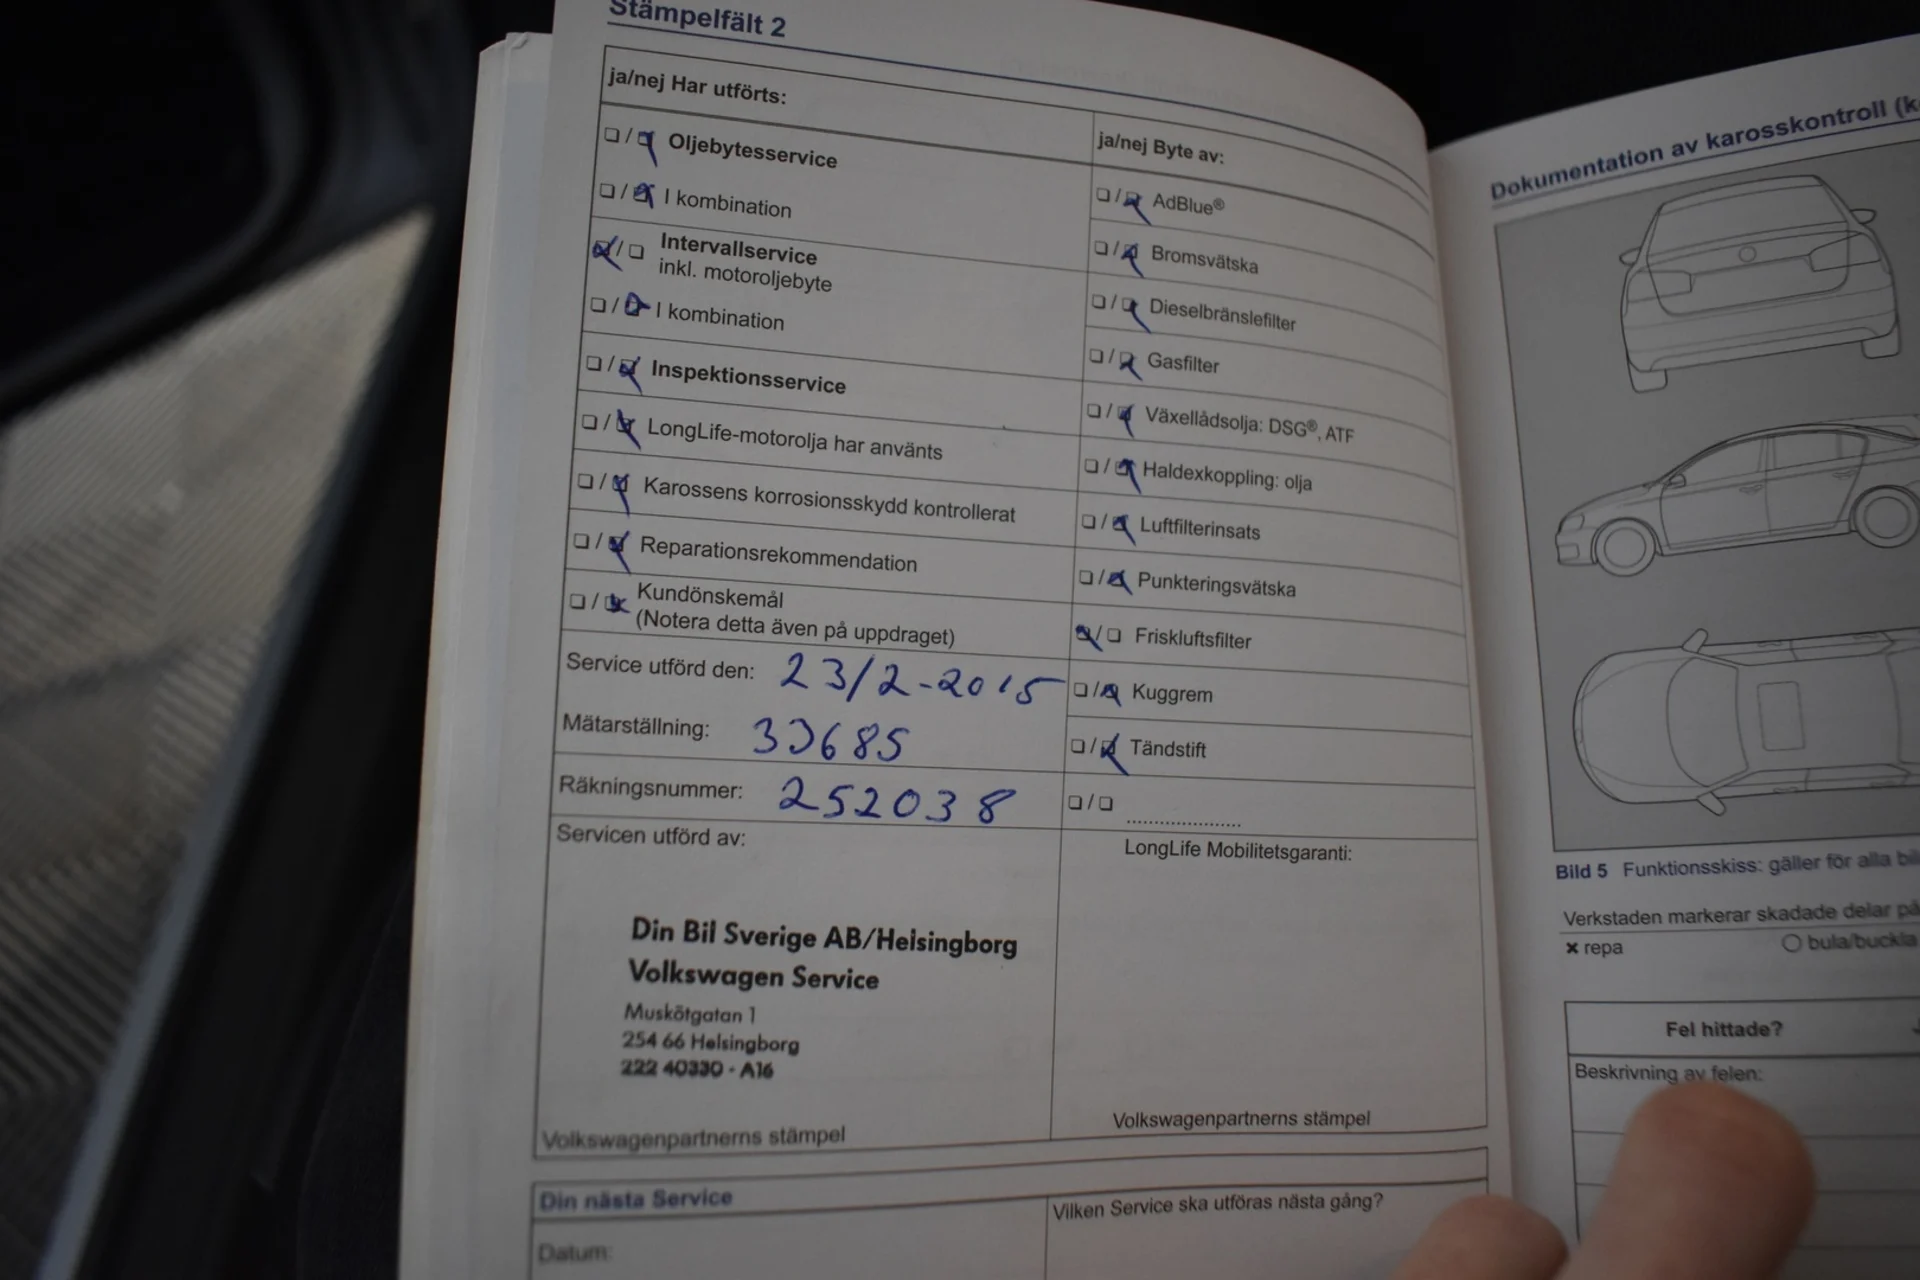 Stämpelfält 2
ja/nej Har utförts:
Oljebytesservice
I kombination
Intervallservice
inkl. motoroljebyte
I kombination
Inspektionsservice
LongLife-motorolja har använts
Karossens korrosionsskydd kontrollerat
Reparationsrekommendation
Kundönskemål
(Notera detta även på uppdraget)
Service utförd den: 23/2-2015
Mätarställning: 33685
Räkningsnummer: 252038
Servicen utförd av:
Din Bil Sverige AB/Helsingborg
Volkswagen Service
Muskötgatan 1
254 66 Helsingborg
222 40330 - A16
Volkswagenpartnerns stämpel
ja/nej Byte av:
AdBlue®
Bromsvätska
Dieselbränslefilter
Gasfilter
Växellådsolja: DSG®, ATF
Haldexkoppling: olja
Luftfilterinsats
Punkteringsvätska
Friskluftsfilter
Kuggrem
Tändstift
LongLife Mobilitetsgaranti:
Volkswagenpartnerns stämpel
Din nästa Service
Datum:
Vilken Service ska utföras nästa gång?
Dokumentation av karosskontroll
Bild 5 Funktionsskiss: gäller för alla
Verkstaden markerar skadade delar på
× repa
bula/buckla
Fel hittade?
Beskrivning av felen: